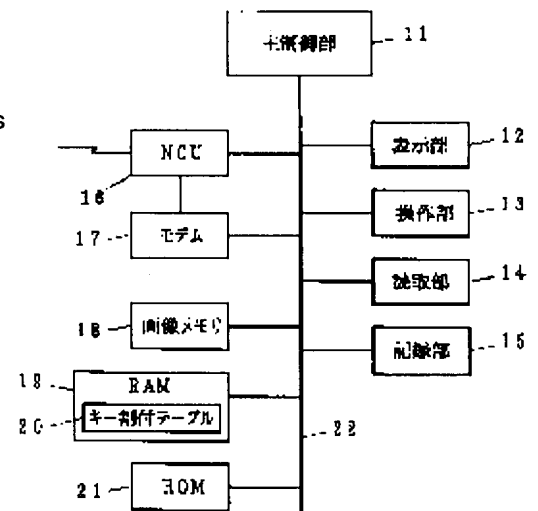 主制御部 11
s
NCU 16
表示部 12
操作部 13
モデム 17
読取部 14
画像メモリ 18
記録部 15
RAM 19
キー割付テーブル 20
22
ROM 21